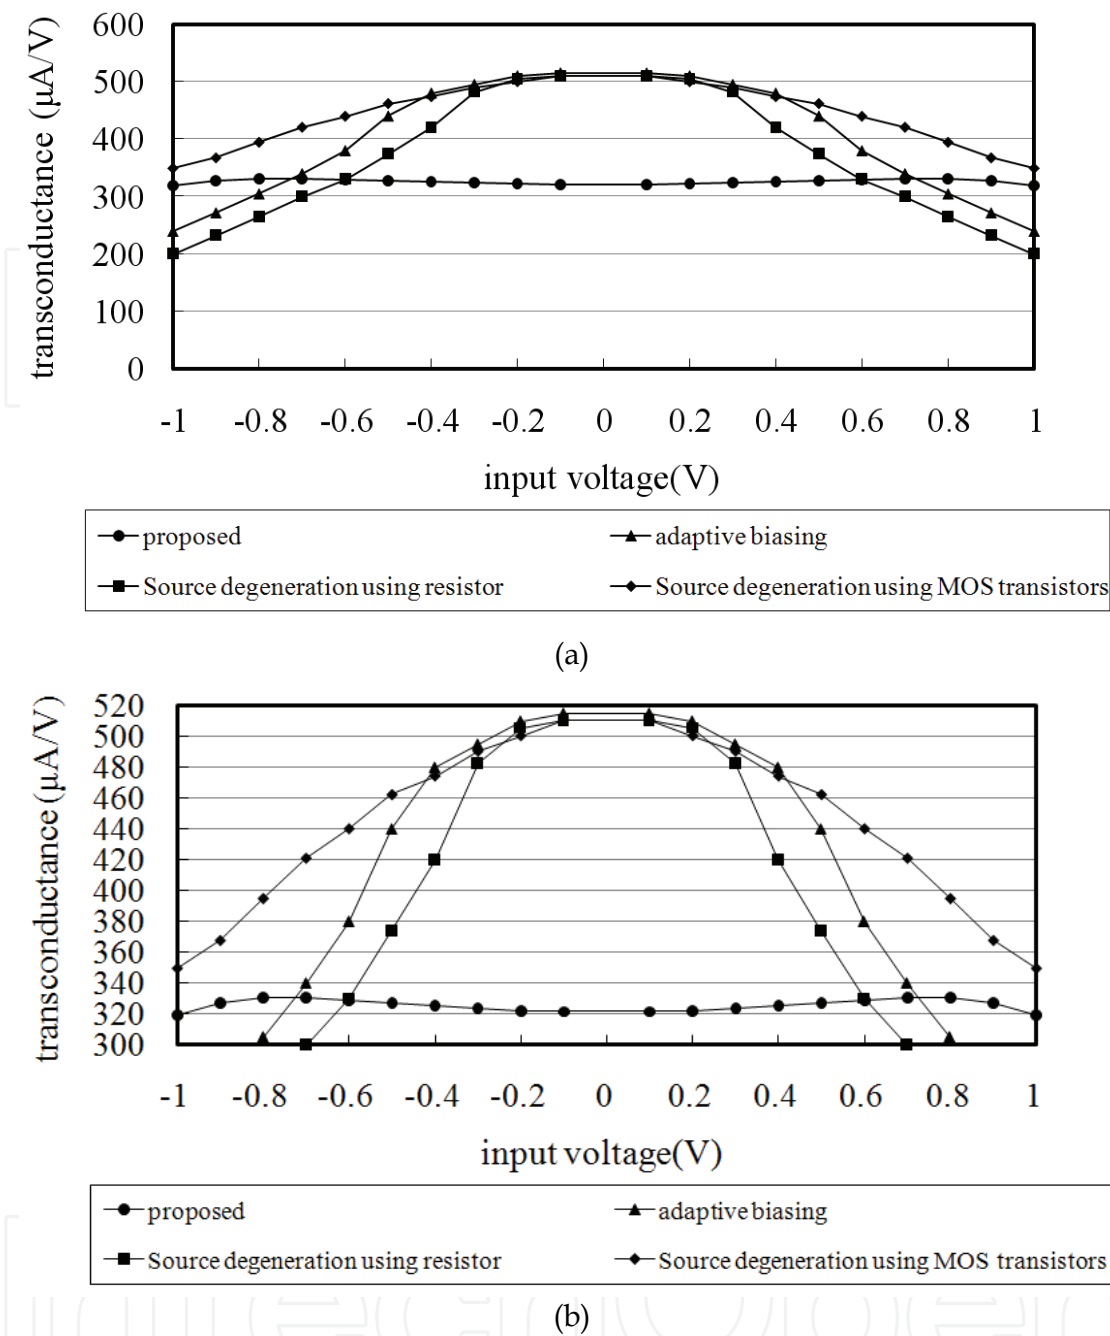 600
500
400
300
200
100
0
transconductance (μA/V)
-1 -0.8 -0.6 -0.4 -0.2 0 0.2 0.4 0.6 0.8 1
input voltage(V)
proposed adaptive biasing
Source degeneration using resistor Source degeneration using MOS transistors
(a)
520
500
480
460
440
420
400
380
360
340
320
300
transconductance (μA/V)
-1 -0.8 -0.6 -0.4 -0.2 0 0.2 0.4 0.6 0.8 1
input voltage(V)
proposed adaptive biasing
Source degeneration using resistor Source degeneration using MOS transistors
(b)